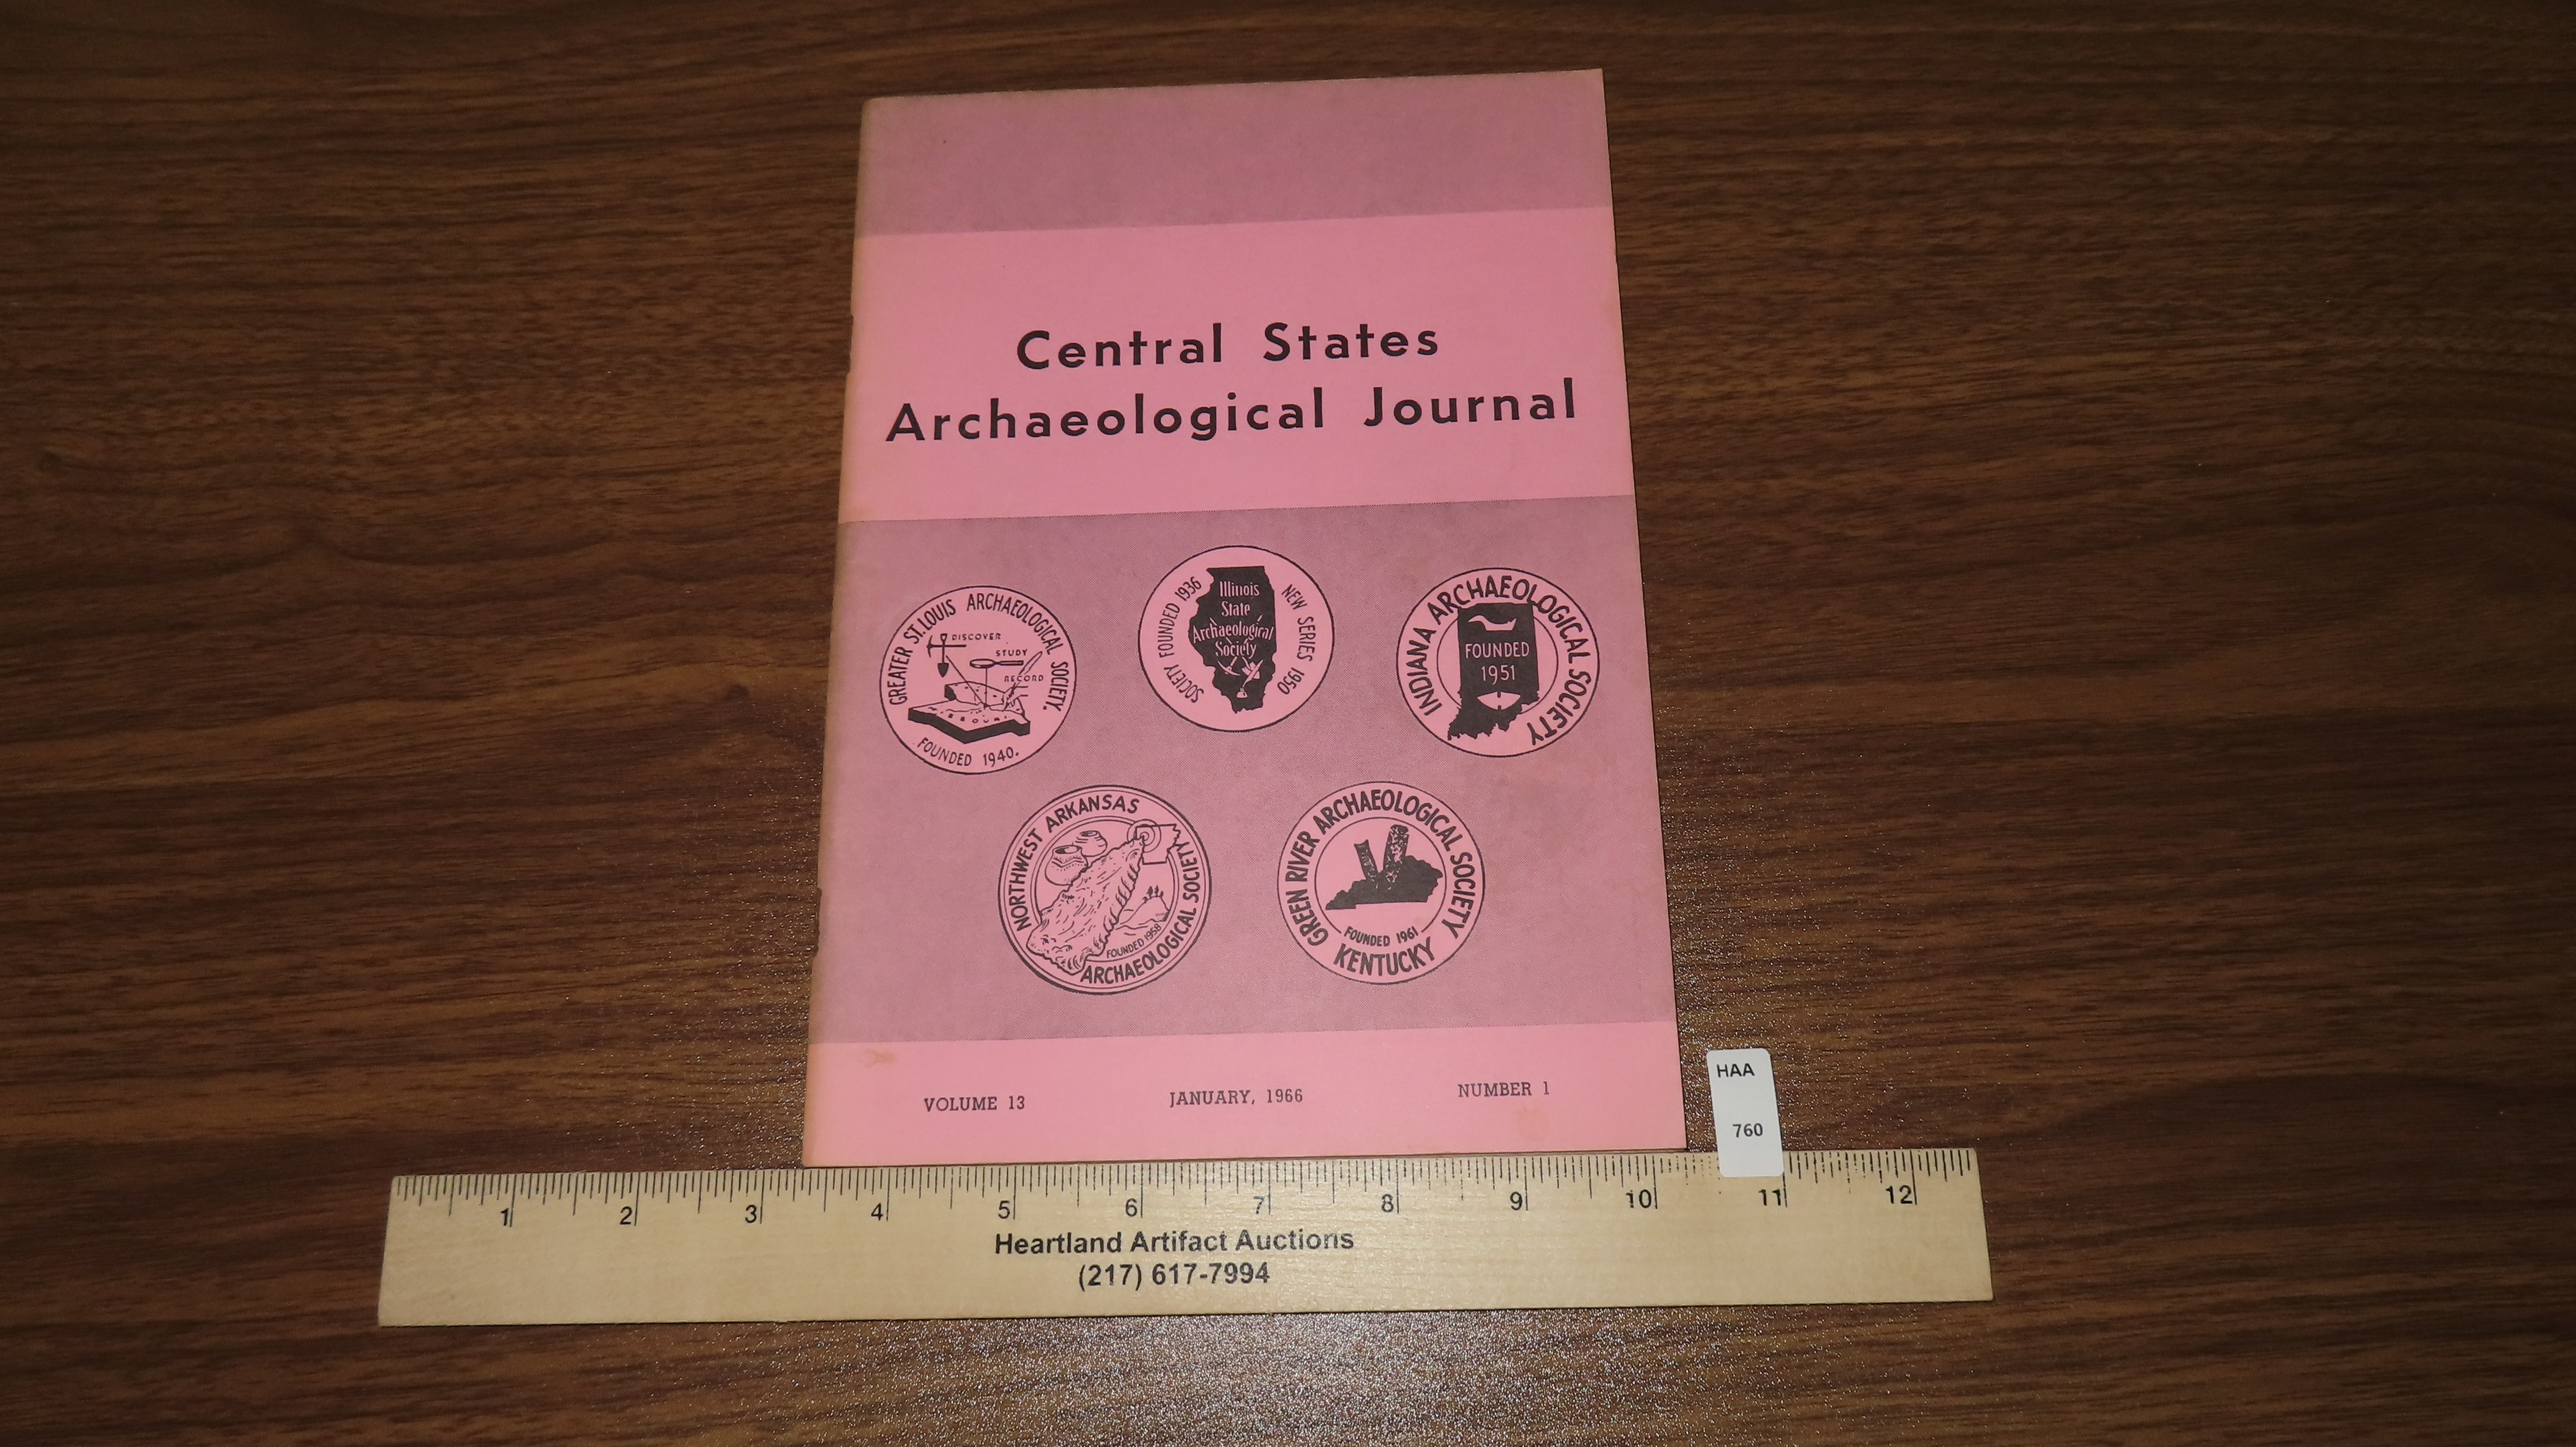 Central States
Archaeological Journal
GREATER ST. LOUIS ARCHAEOLOGICAL SOCIETY.
DISCOVER
STUDY
RECORD
MISSOURI
FOUNDED 1940.
SOCIETY FOUNDED 1936
NEW SERIES 1950
Illinois
State
Archaeological
Society
INDIANA ARCHAEOLOGICAL SOCIETY
FOUNDED
1951
NORTHWEST ARKANSAS
ARCHAEOLOGICAL SOCIETY
FOUNDED 1958
GREEN RIVER ARCHAEOLOGICAL SOCIETY
FOUNDED 1961
KENTUCKY
VOLUME 13 JANUARY, 1966 NUMBER 1
HAA
760
1 2 3 4 5 6 7 8 9 10 11 12
Heartland Artifact Auctions
(217) 617-7994